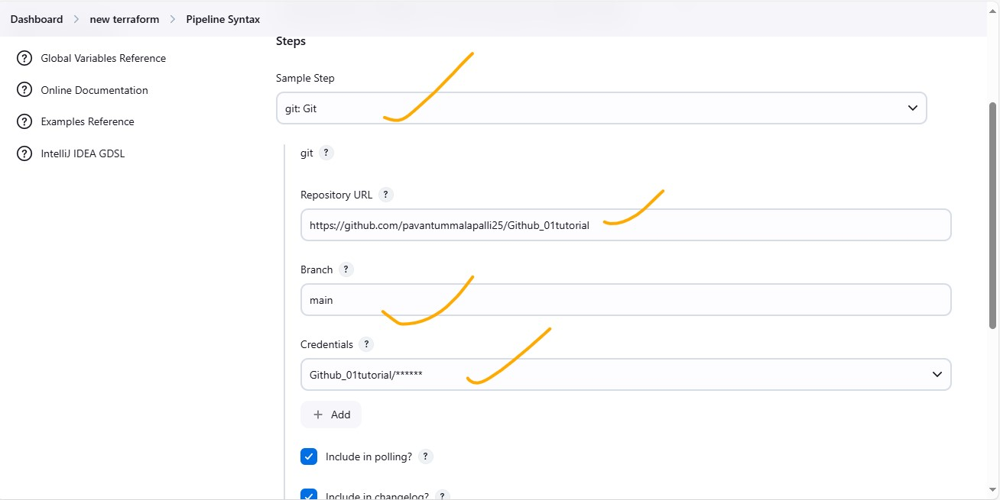 Dashboard > new terraform > Pipeline Syntax
Global Variables Reference
Online Documentation
Examples Reference
IntelliJ IDEA GDSL
Steps
Sample Step
git: Git
git ?
Repository URL ?
https://github.com/pavantummalapalli25/Github_01tutorial
Branch ?
main
Credentials ?
Github_01tutorial/******
+ Add
Include in polling? ?
Include in changelog? ?